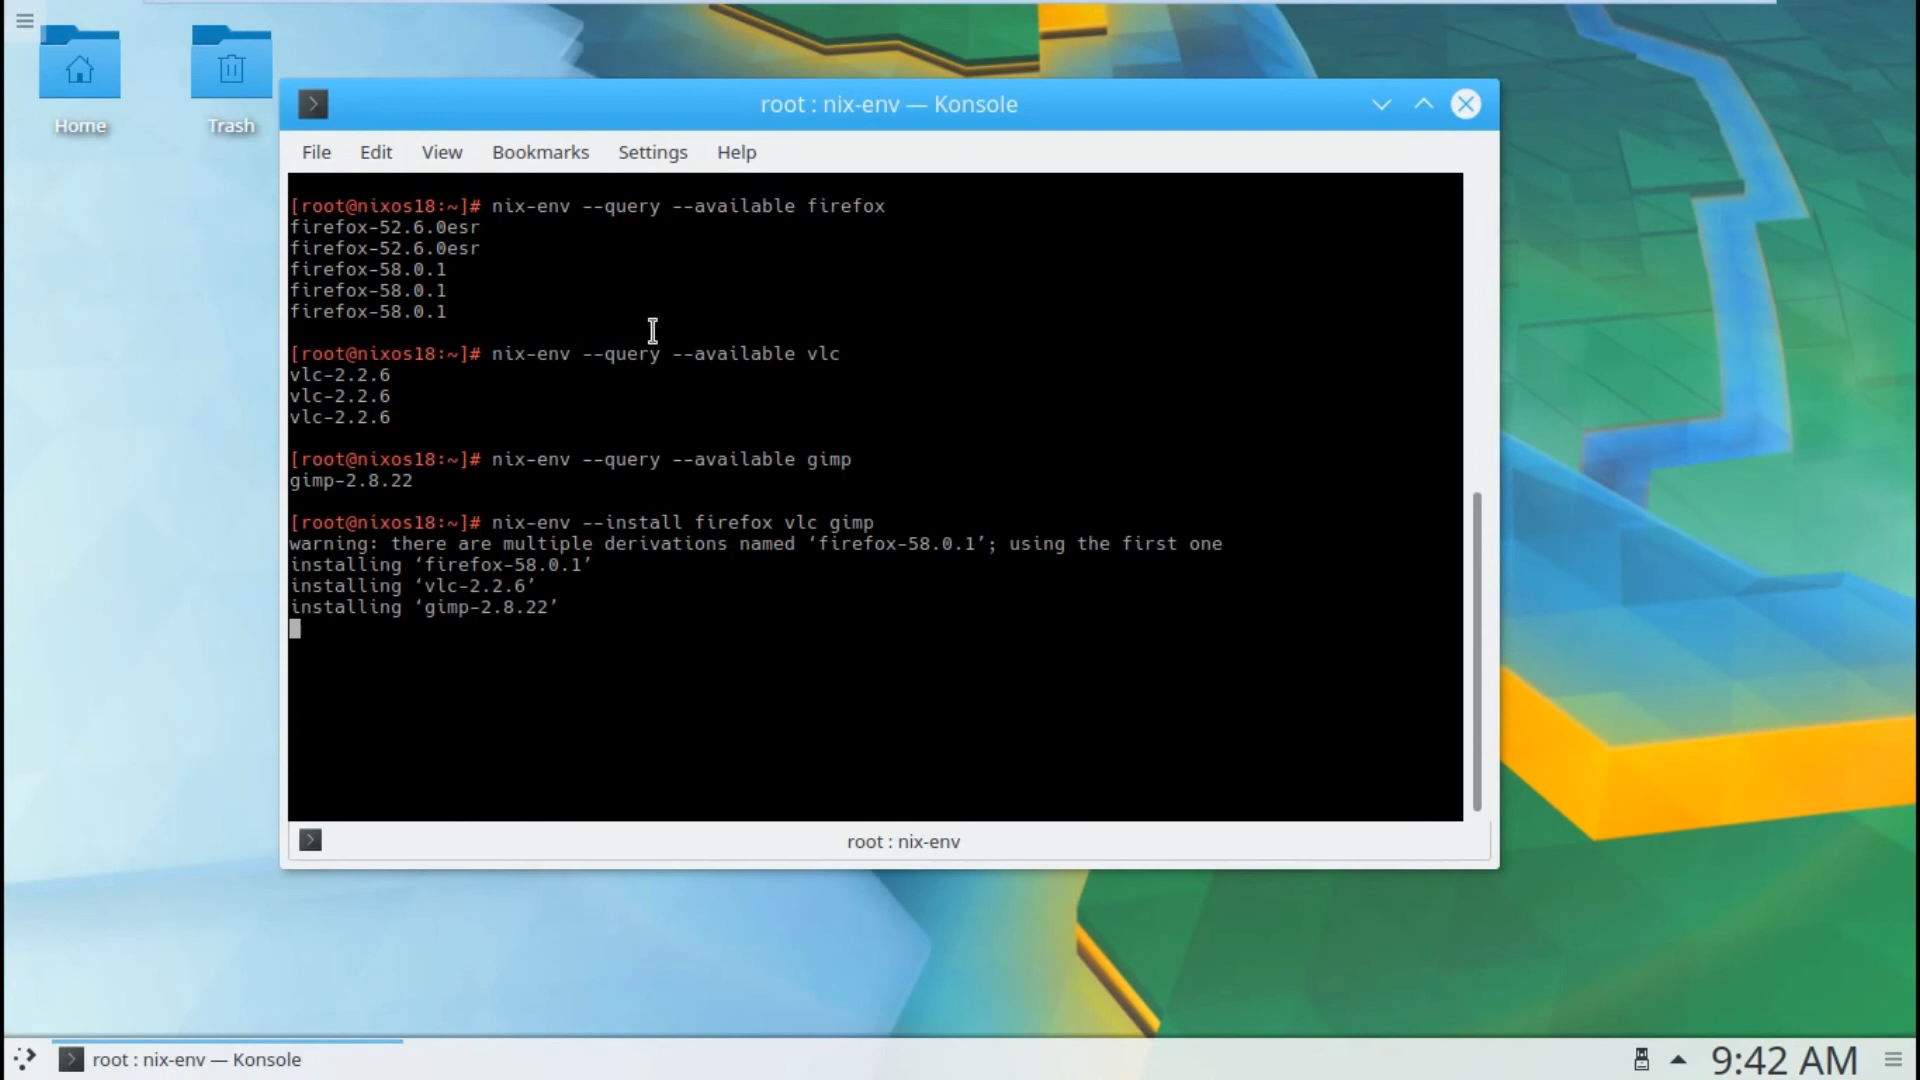 Home
Trash
root : nix-env — Konsole
File Edit View Bookmarks Settings Help
[root@nixos18:~]# nix-env --query --available firefox
firefox-52.6.0esr
firefox-52.6.0esr
firefox-58.0.1
firefox-58.0.1
firefox-58.0.1
[root@nixos18:~]# nix-env --query --available vlc
vlc-2.2.6
vlc-2.2.6
vlc-2.2.6
[root@nixos18:~]# nix-env --query --available gimp
gimp-2.8.22
[root@nixos18:~]# nix-env --install firefox vlc gimp
warning: there are multiple derivations named ‘firefox-58.0.1’; using the first one
installing ‘firefox-58.0.1’
installing ‘vlc-2.2.6’
installing ‘gimp-2.8.22’
root : nix-env
root : nix-env — Konsole
9:42 AM